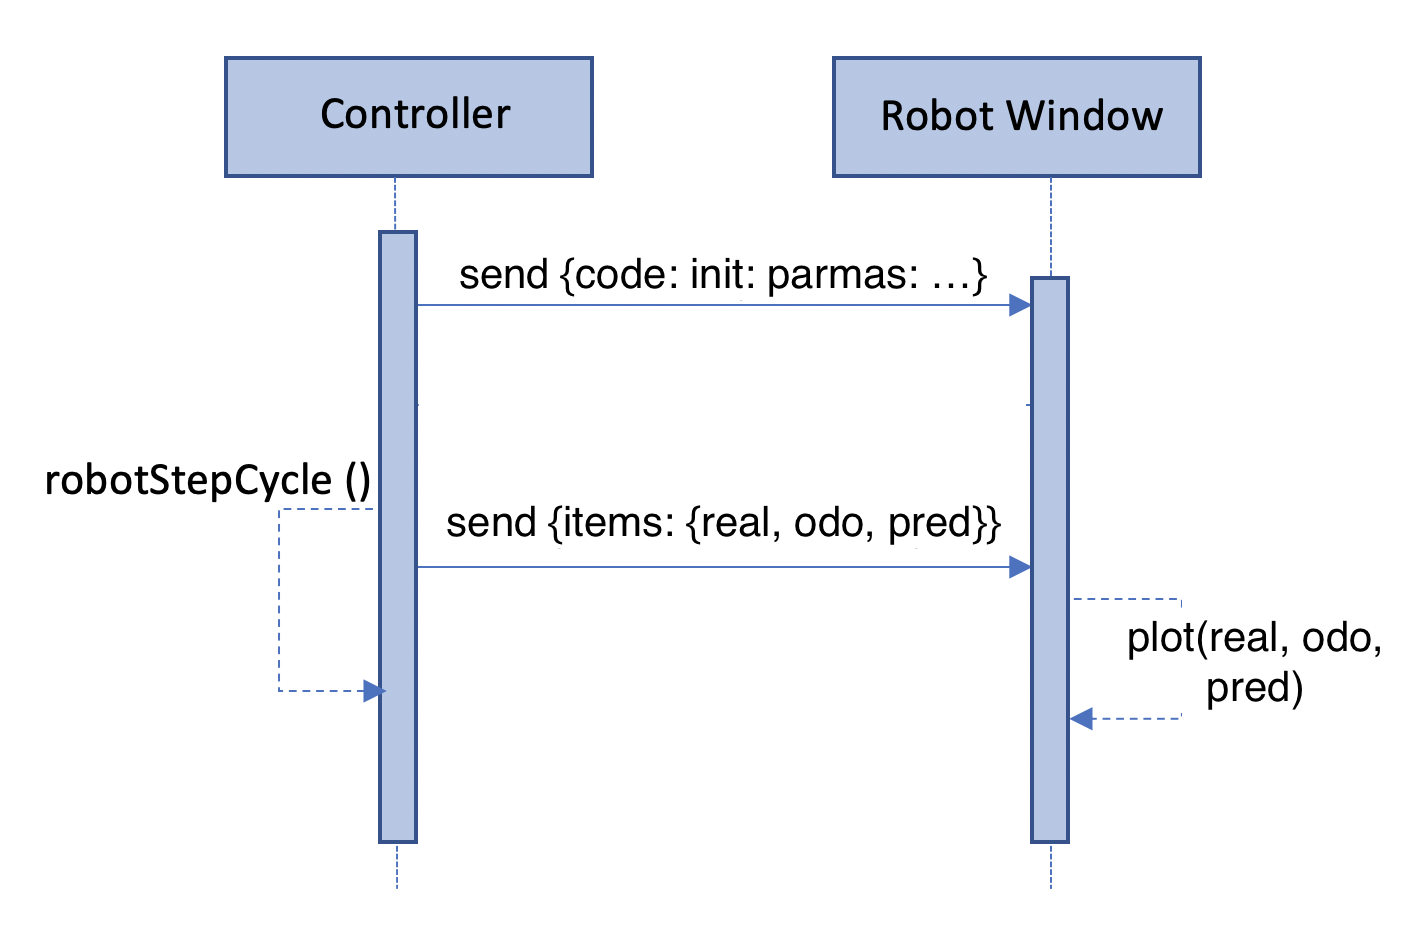 Controller
Robot Window
send {code: init: parmas: …}
robotStepCycle ()
send {items: {real, odo, pred}}
plot(real, odo,
pred)